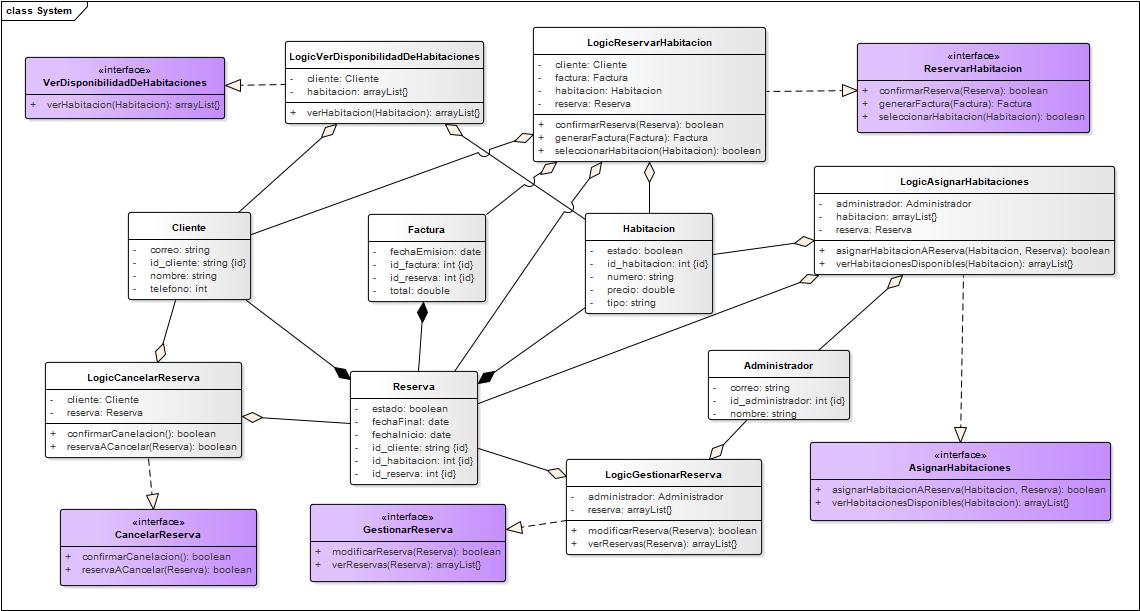 class System
«interface»
VerDisponibilidadDeHabitaciones
+ verHabitacion(Habitacion): arrayList{}
LogicVerDisponibilidadDeHabitaciones
- cliente: Cliente
- habitacion: arrayList{}
+ verHabitacion(Habitacion): arrayList{}
LogicReservarHabitacion
- cliente: Cliente
- factura: Factura
- habitacion: Habitacion
- reserva: Reserva
+ confirmarReserva(Reserva): boolean
+ generarFactura(Factura): Factura
+ seleccionarHabitacion(Habitacion): boolean
«interface»
ReservarHabitacion
+ confirmarReserva(Reserva): boolean
+ generarFactura(Factura): Factura
+ seleccionarHabitacion(Habitacion): boolean
LogicAsignarHabitaciones
- administrador: Administrador
- habitacion: arrayList{}
- reserva: Reserva
+ asignarHabitacionAReserva(Habitacion, Reserva): boolean
+ verHabitacionesDisponibles(Habitacion): arrayList{}
Cliente
- correo: string
- id_cliente: string {id}
- nombre: string
- telefono: int
Factura
- fechaEmision: date
- id_factura: int {id}
- id_reserva: int {id}
- total: double
Habitacion
- estado: boolean
- id_habitacion: int {id}
- numero: string
- precio: double
- tipo: string
LogicCancelarReserva
- cliente: Cliente
- reserva: Reserva
+ confirmarCanelacion(): boolean
+ reservaACancelar(Reserva): boolean
Reserva
- estado: boolean
- fechaFinal: date
- fechaInicio: date
- id_cliente: string {id}
- id_habitacion: int {id}
- id_reserva: int {id}
Administrador
- correo: string
- id_administrador: int {id}
- nombre: string
«interface»
AsignarHabitaciones
+ asignarHabitacionAReserva(Habitacion, Reserva): boolean
+ verHabitacionesDisponibles(Habitacion): arrayList{}
LogicGestionarReserva
- administrador: Administrador
- reserva: arrayList{}
+ modificarReserva(Reserva): boolean
+ verReservas(Reserva): arrayList{}
«interface»
CancelarReserva
+ confirmarCanelacion(): boolean
+ reservaACancelar(Reserva): boolean
«interface»
GestionarReserva
+ modificarReserva(Reserva): boolean
+ verReservas(Reserva): arrayList{}